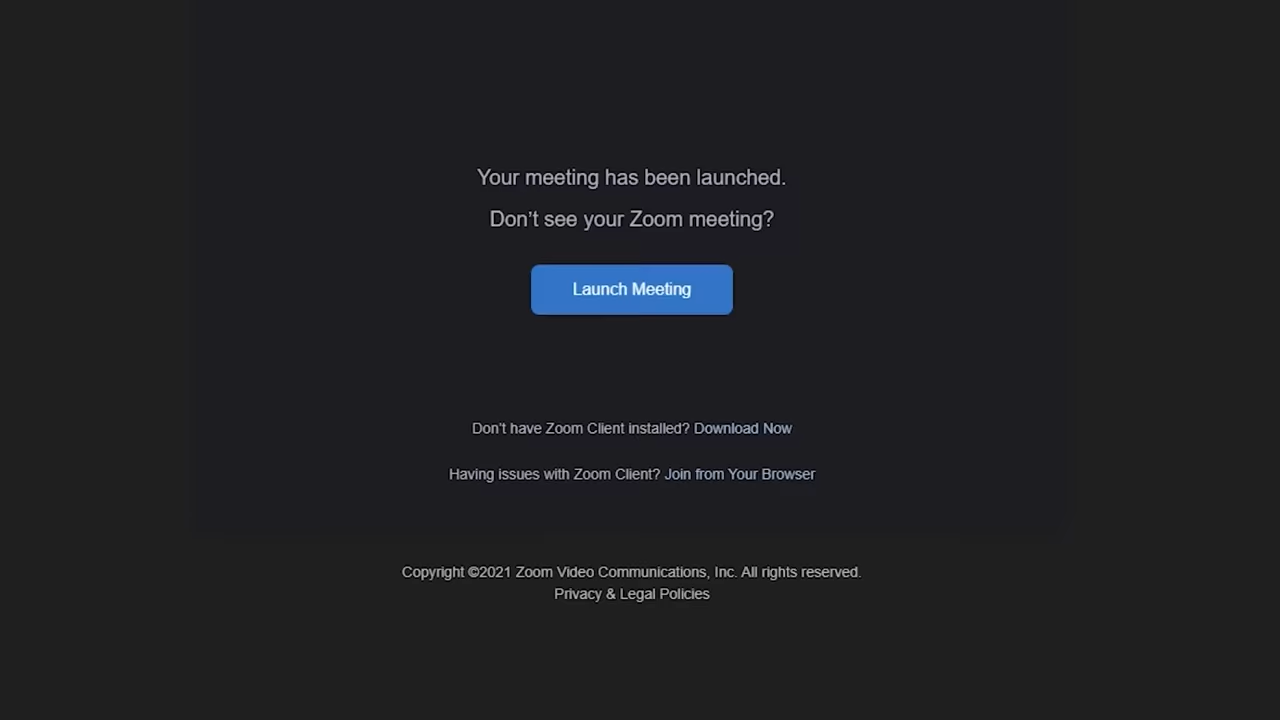 Your meeting has been launched.
Don't see your Zoom meeting?
Launch Meeting
Don't have Zoom Client installed? Download Now
Having issues with Zoom Client? Join from Your Browser
Copyright ©2021 Zoom Video Communications, Inc. All rights reserved.
Privacy & Legal Policies